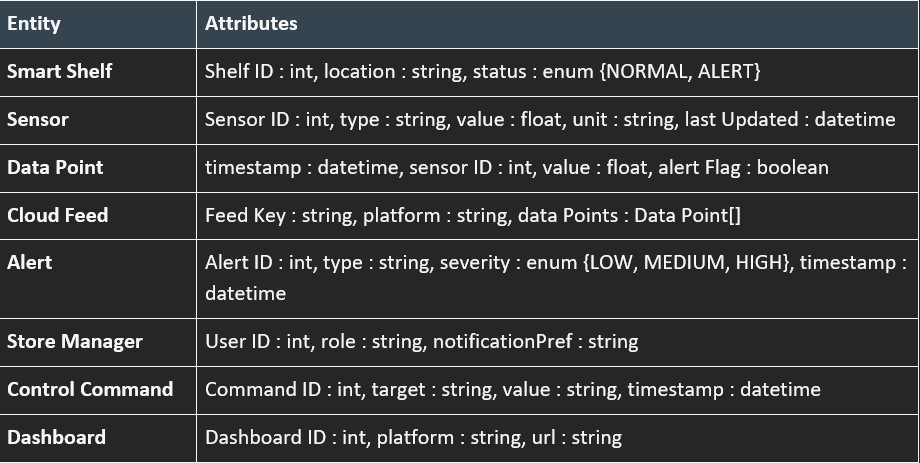 Entity Attributes
Smart Shelf Shelf ID : int, location : string, status : enum {NORMAL, ALERT}
Sensor Sensor ID : int, type : string, value : float, unit : string, last Updated : datetime
Data Point timestamp : datetime, sensor ID : int, value : float, alert Flag : boolean
Cloud Feed Feed Key : string, platform : string, data Points : Data Point[]
Alert Alert ID : int, type : string, severity : enum {LOW, MEDIUM, HIGH}, timestamp :
datetime
Store Manager User ID : int, role : string, notificationPref : string
Control Command Command ID : int, target : string, value : string, timestamp : datetime
Dashboard Dashboard ID : int, platform : string, url : string